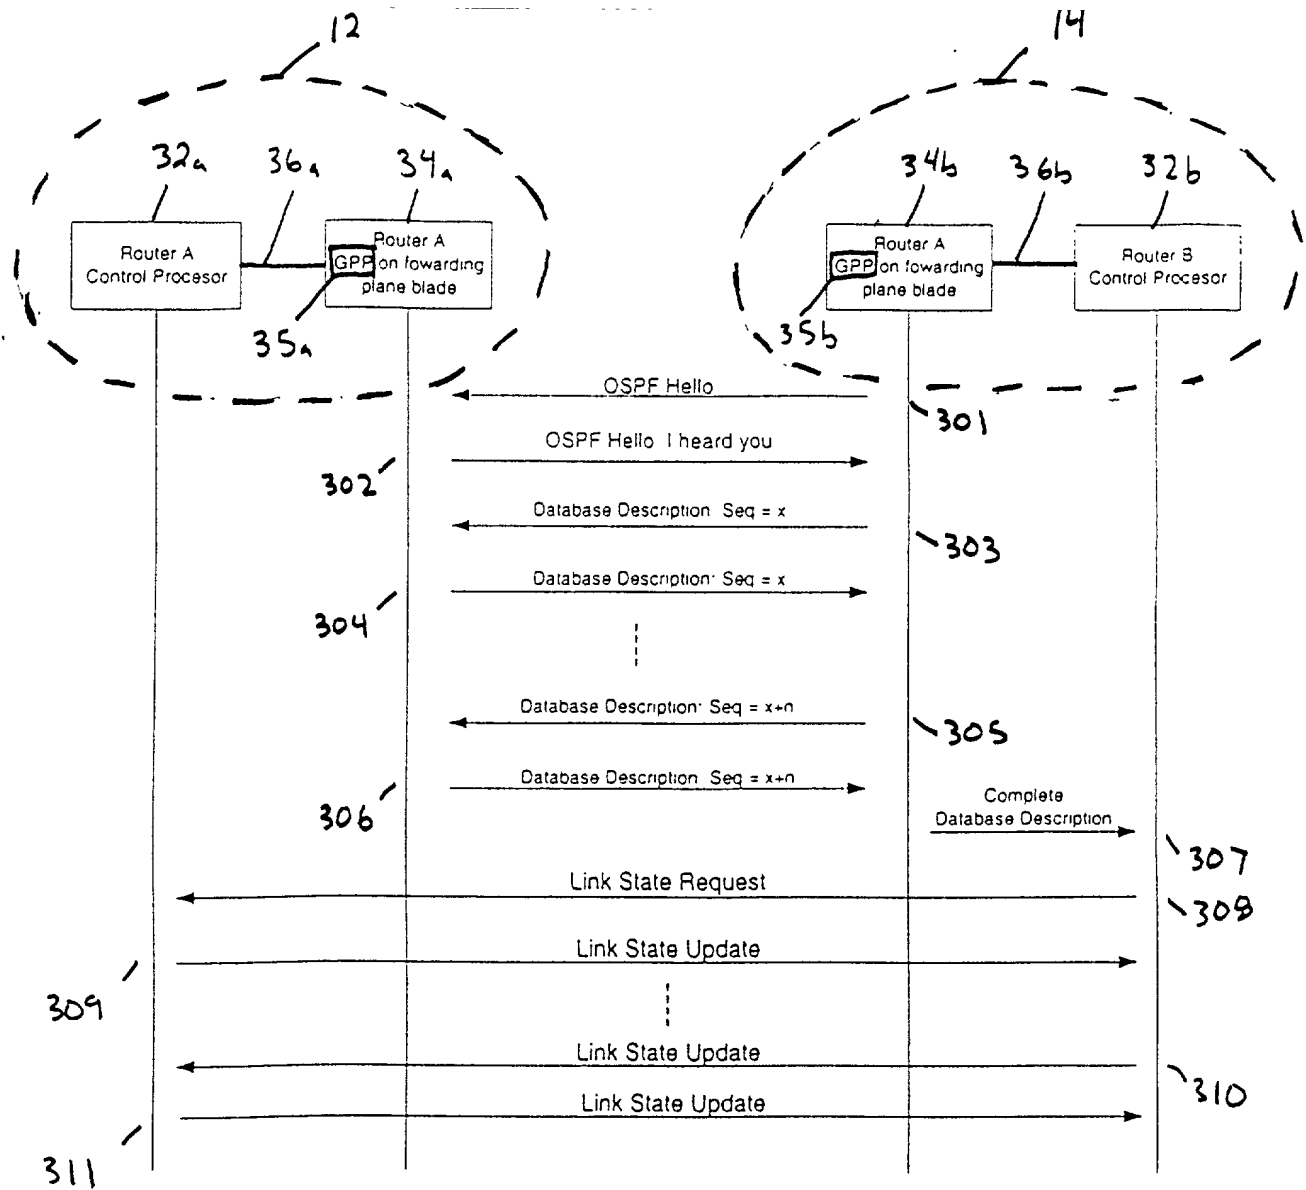 12
14
32a
36a
34a
34b
36b
32b
Router A
Control Procesor
Router A
GPP on fowarding
plane blade
Router A
GPP on fowarding
plane blade
Router B
Control Procesor
35a
35b
OSPF Hello
301
OSPF Hello I heard you
302
Database Description Seq = x
303
Database Description: Seq = x
304
Database Description: Seq = x+n
305
Database Description Seq = x+n
306
Complete
Database Description
307
Link State Request
308
Link State Update
309
Link State Update
310
Link State Update
311